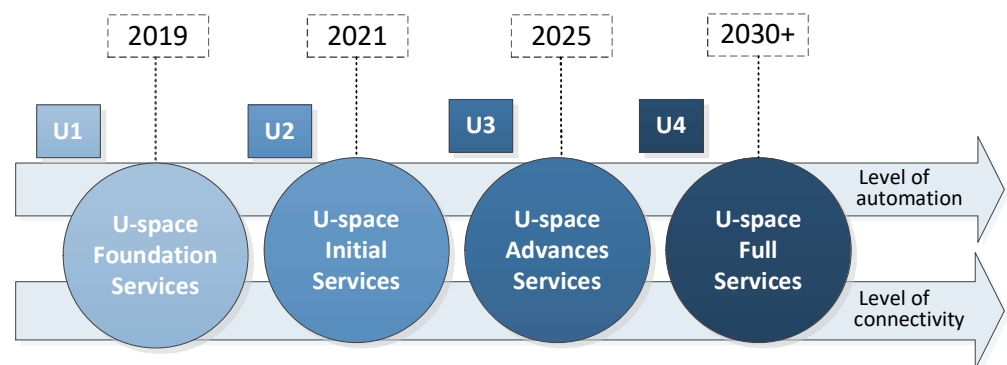 2019
2021
2025
2030+
U1
U2
U3
U4
U-space
Foundation
Services
U-space
Initial
Services
U-space
Advances
Services
U-space
Full
Services
Level of
automation
Level of
connectivity